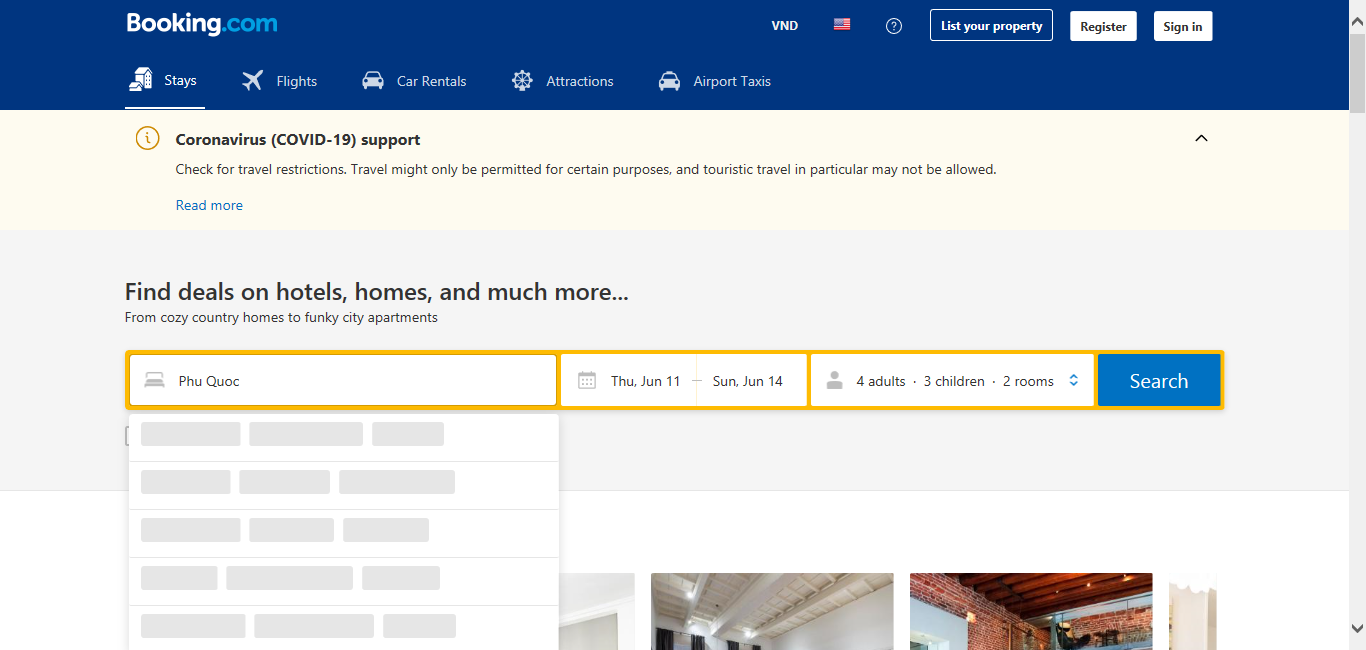 Booking.com
VND
List your property
Register
Sign in
Stays
Flights
Car Rentals
Attractions
Airport Taxis
Coronavirus (COVID-19) support
Check for travel restrictions. Travel might only be permitted for certain purposes, and touristic travel in particular may not be allowed.
Read more
Find deals on hotels, homes, and much more...
From cozy country homes to funky city apartments
Phu Quoc
Thu, Jun 11 — Sun, Jun 14
4 adults · 3 children · 2 rooms
Search